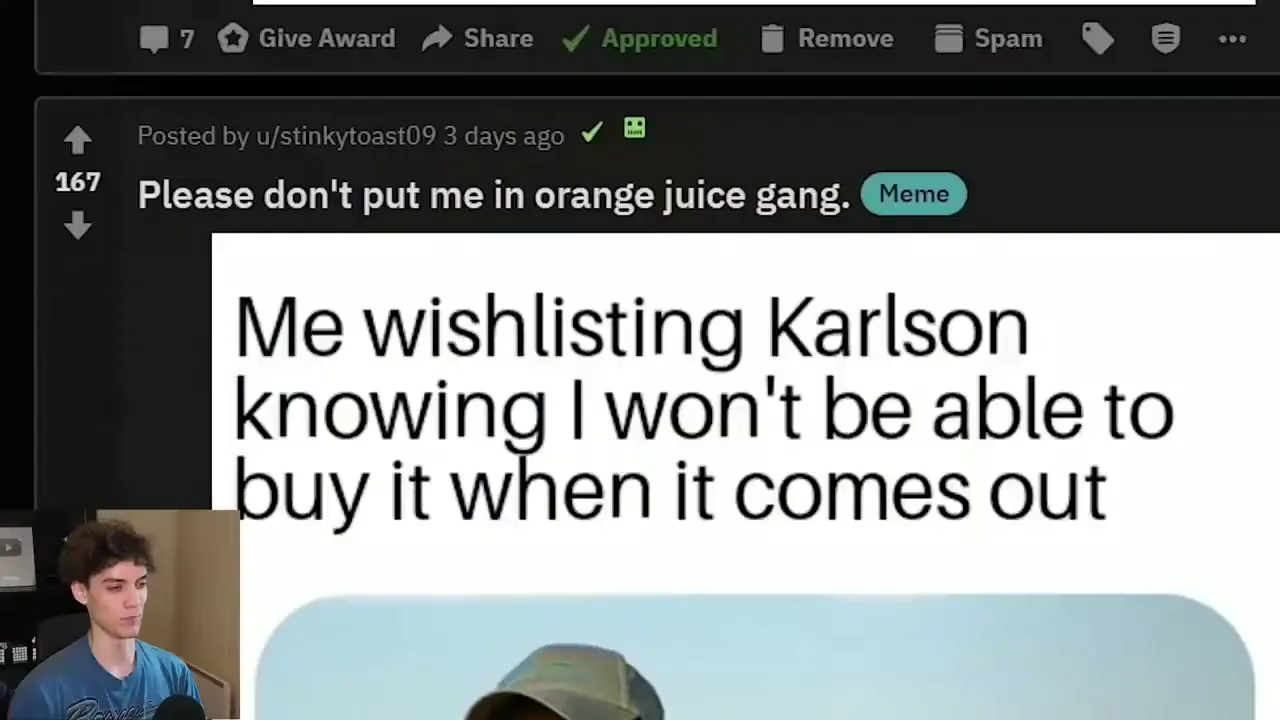 7 Give Award Share Approved Remove Spam
Posted by u/stinkytoast09 3 days ago
167
Please don't put me in orange juice gang. Meme
Me wishlisting Karlson
knowing I won't be able to
buy it when it comes out